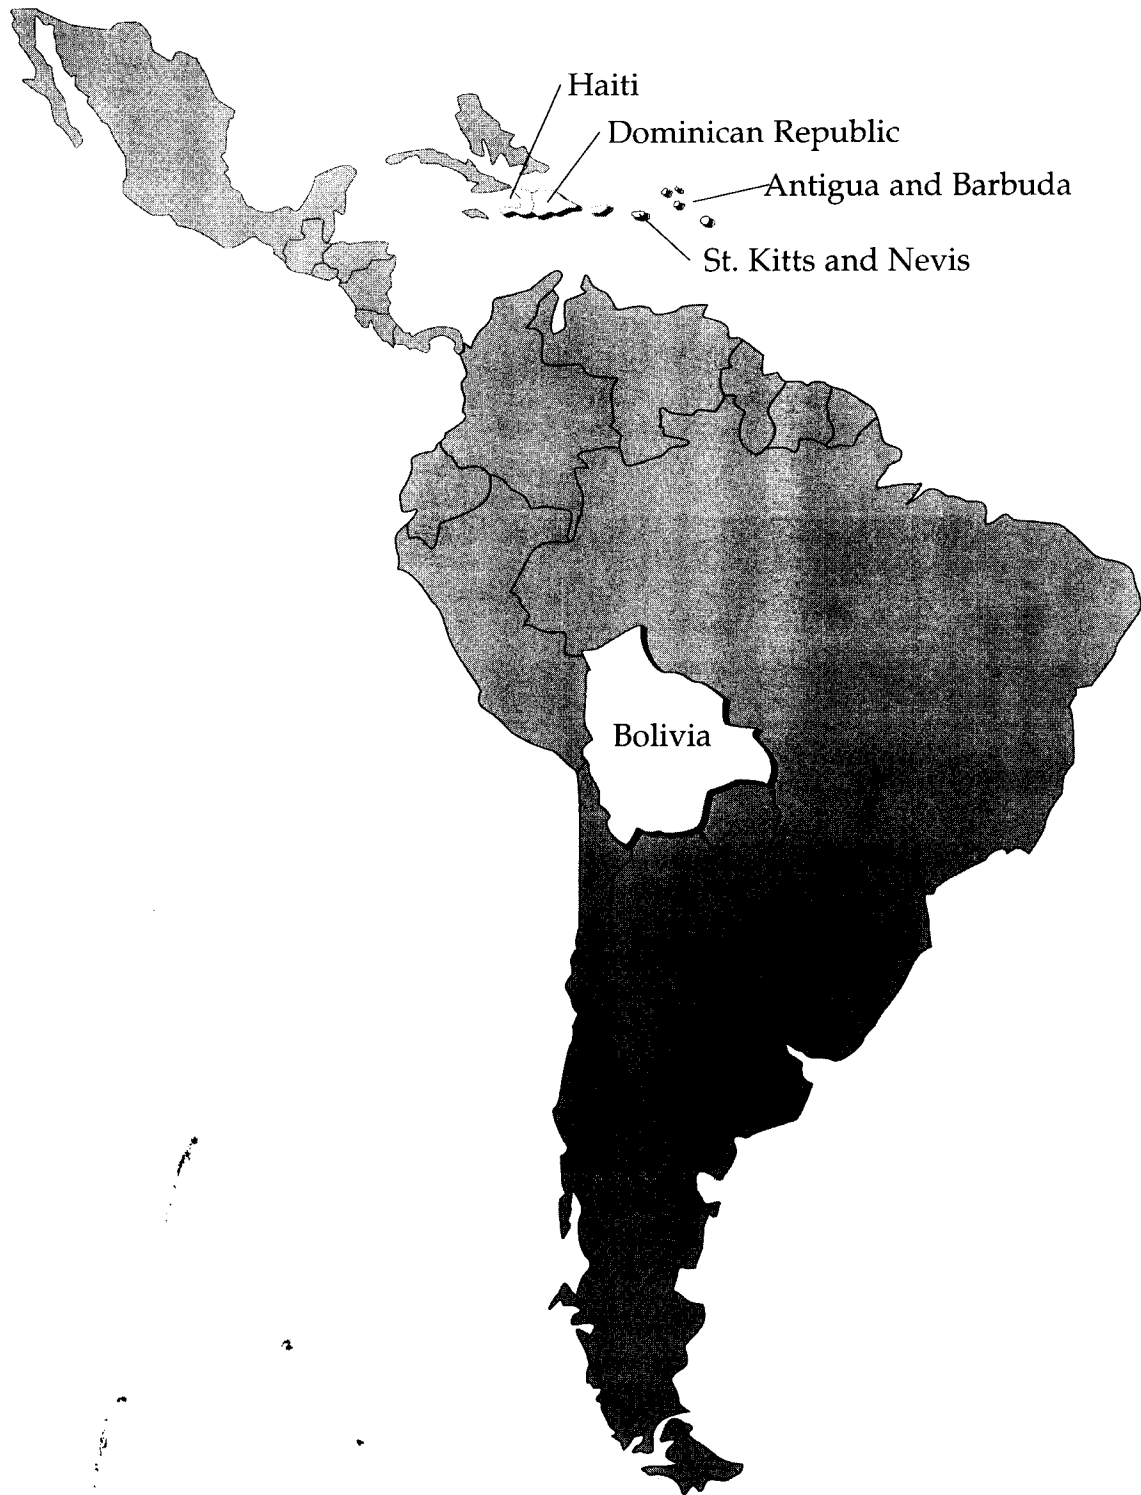 Haiti
Dominican Republic
Antigua and Barbuda
St. Kitts and Nevis
Bolivia